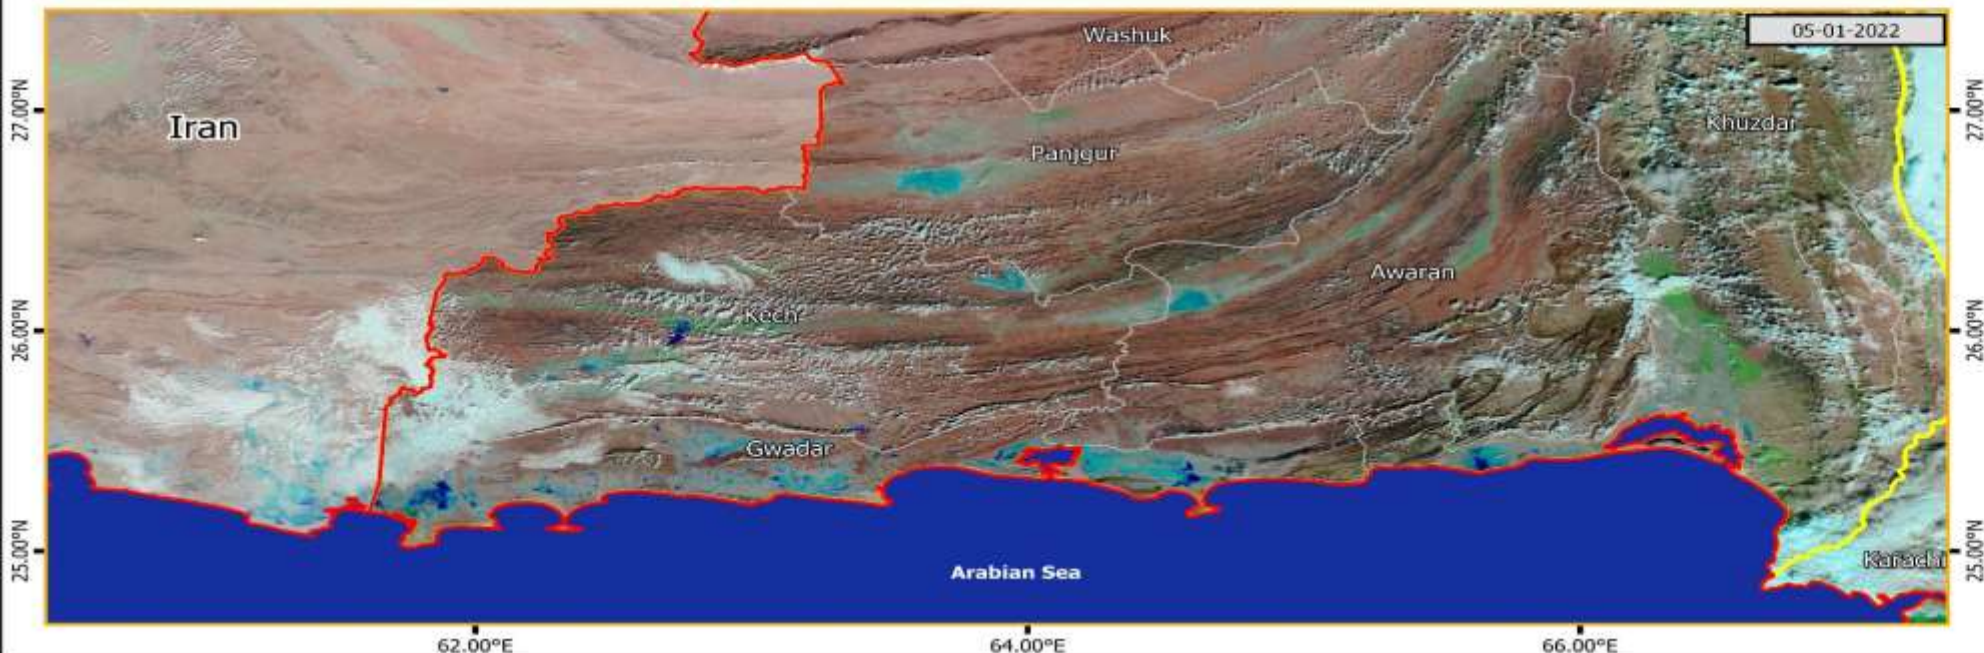 05-01-2022
Washuk
27.00°N
27.00°N
Iran
Khuzdar
Panjgur
Awaran
26.00°N
26.00°N
Kech
Gwadar
25.00°N
25.00°N
Karachi
Arabian Sea
62.00°E
64.00°E
66.00°E